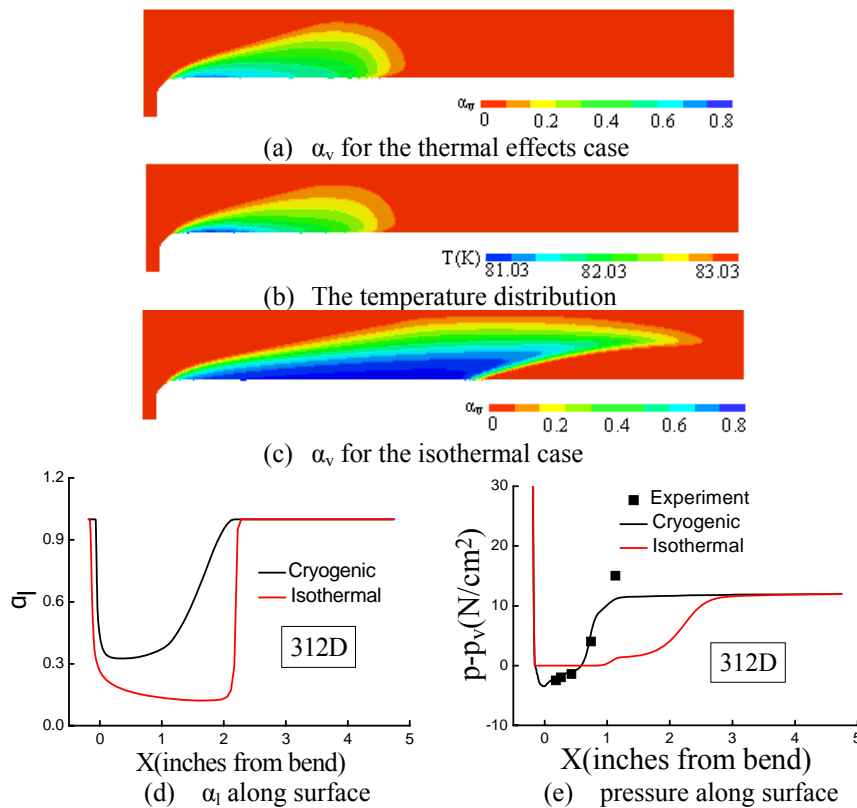 αv
0 0.2 0.4 0.6 0.8
(a) αv for the thermal effects case
T(K)
81.03 82.03 83.03
(b) The temperature distribution
αv
0 0.2 0.4 0.6 0.8
(c) αv for the isothermal case
1.2
0.9
0.6
0.3
0.0
αl
Cryogenic
Isothermal
312D
0 1 2 3 4 5
X(inches from bend)
(d) αl along surface
30
20
10
0
-10
p-pv(N/cm²)
Experiment
Cryogenic
Isothermal
312D
0 1 2 3 4 5
X(inches from bend)
(e) pressure along surface